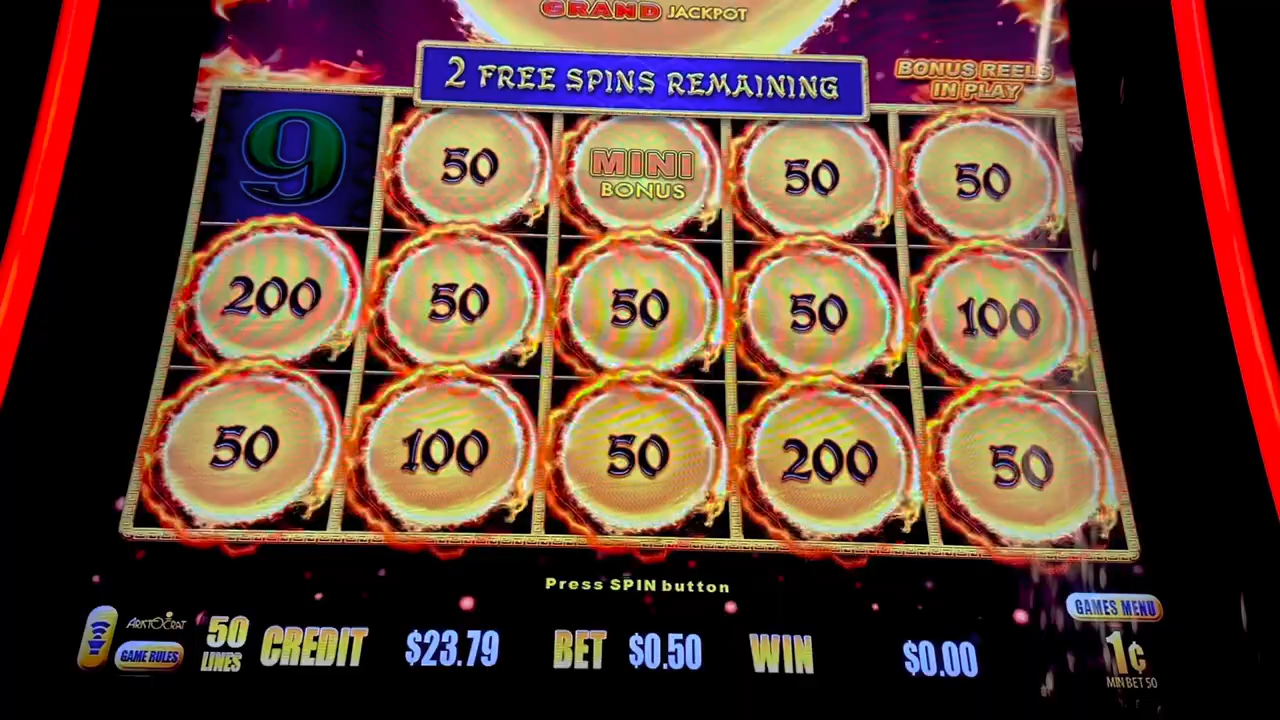 GRAND JACKPOT
2 FREE SPINS REMAINING
BONUS REELS
IN PLAY
9
50
MINI
BONUS
50
50
200
50
50
50
100
50
100
50
200
50
Press SPIN button
ARISTOCRAT
GAME RULES
50
LINES
CREDIT
$23.79
BET
$0.50
WIN
$0.00
GAMES MENU
1¢
MIN BET 50